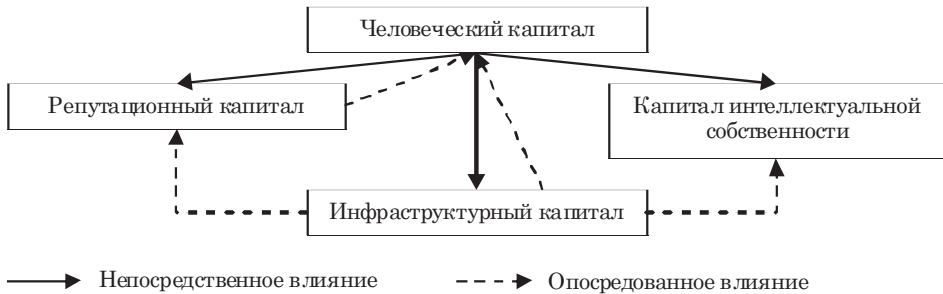 Человеческий капитал
Репутационный капитал
Капитал интеллектуальной
собственности
Инфраструктурный капитал
Непосредственное влияние
Опосредованное влияние